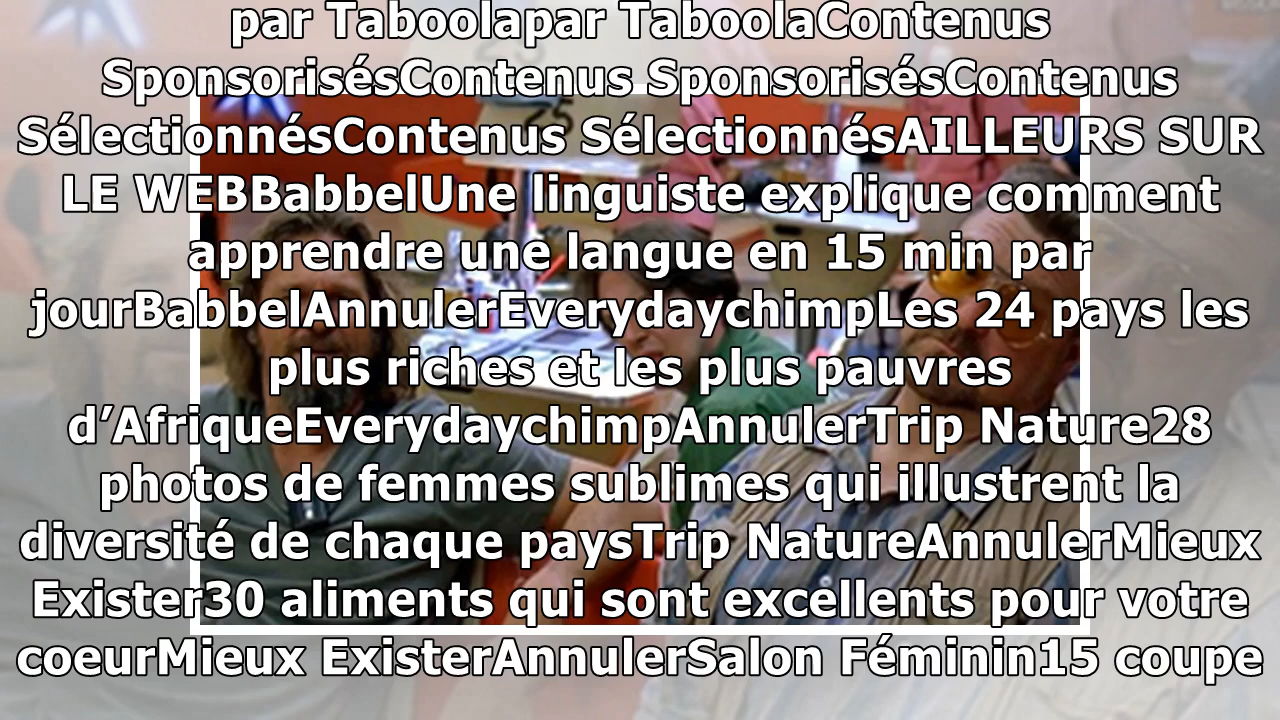 par Taboolapar TaboolaContenus
SponsorisésContenus SponsorisésContenus
SélectionnésContenus SélectionnésAILLEURS SUR
LE WEBBabbelUne linguiste explique comment
apprendre une langue en 15 min par
jourBabbelAnnulerEverydaychimpLes 24 pays les
plus riches et les plus pauvres
d’AfriqueEverydaychimpAnnulerTrip Nature28
photos de femmes sublimes qui illustrent la
diversité de chaque paysTrip NatureAnnulerMieux
Exister30 aliments qui sont excellents pour votre
coeurMieux ExisterAnnulerSalon Féminin15 coupe